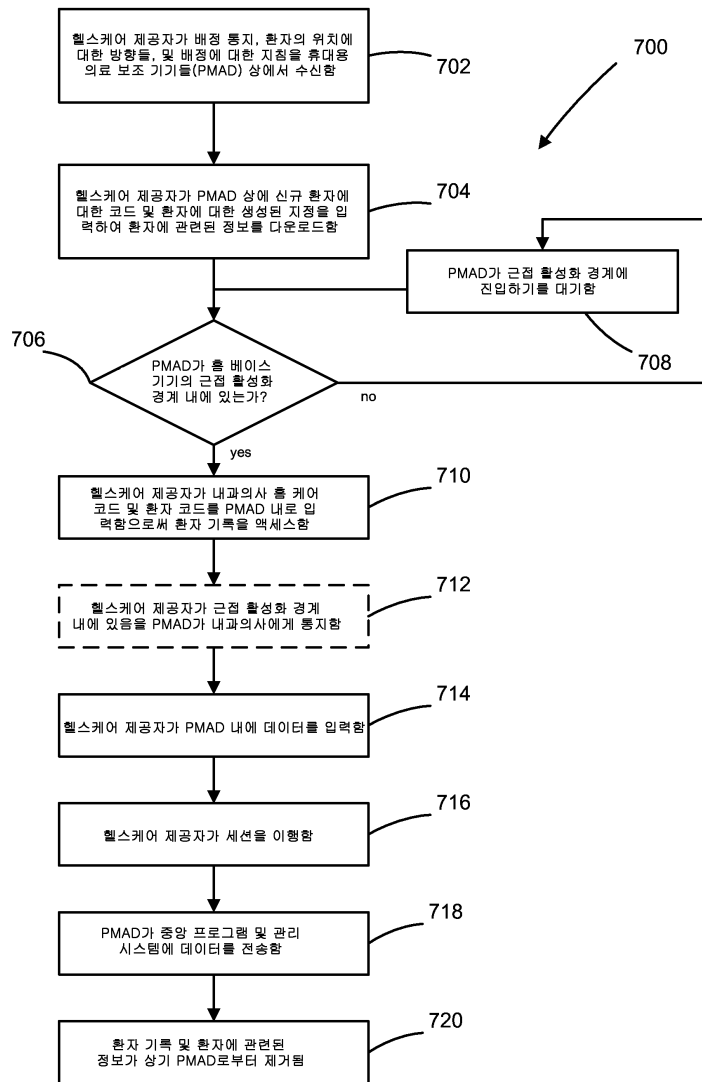 헬스케어 제공자가 배정 통지, 환자의 위치에
대한 방향들, 및 배정에 대한 지침을 휴대용
의료 보조 기기들(PMAD) 상에서 수신함
702
700
헬스케어 제공자가 PMAD 상에 신규 환자에
대한 코드 및 환자에 대한 생성된 지정을 입
력하여 환자에 관련된 정보를 다운로드함
704
PMAD가 근접 활성화 경계에
진입하기를 대기함
708
706
PMAD가 홈 베이스
기기의 근접 활성화
경계 내에 있는가?
no
yes
헬스케어 제공자가 내과의사 홈 케어
코드 및 환자 코드를 PMAD 내로 입
력함으로써 환자 기록을 액세스함
710
헬스케어 제공자가 근접 활성화 경계
내에 있음을 PMAD가 내과의사에게 통지함
712
헬스케어 제공자가 PMAD 내에 데이터를 입력함
714
헬스케어 제공자가 세션을 이행함
716
PMAD가 중앙 프로그램 및 관리
시스템에 데이터를 전송함
718
환자 기록 및 환자에 관련된
정보가 상기 PMAD로부터 제거됨
720